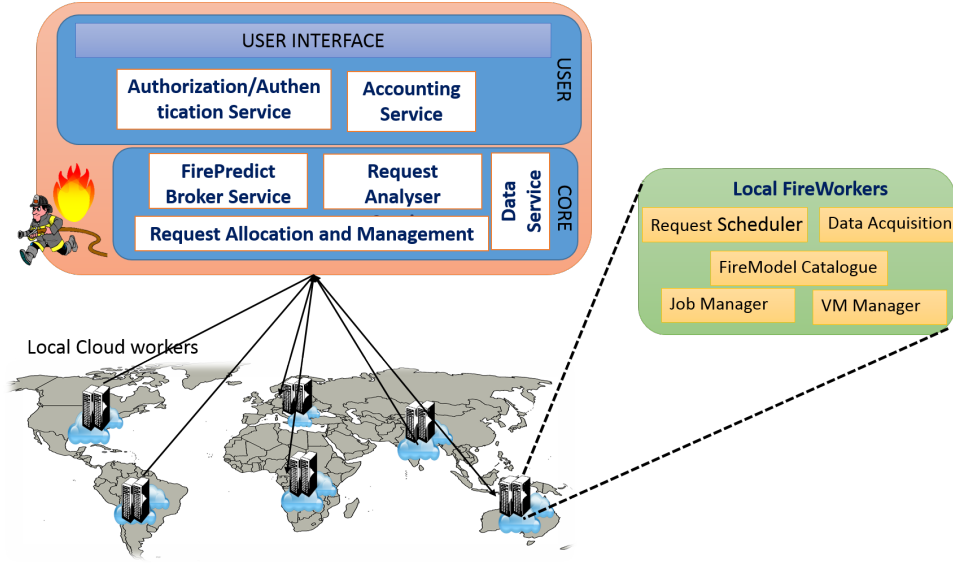 USER INTERFACE
USER
Authorization/Authen
tication Service
Accounting
Service
FirePredict
Broker Service
Request
Analyser
Data
Service
CORE
Request Allocation and Management
Local FireWorkers
Request Scheduler
Data Acquisition
FireModel Catalogue
Job Manager
VM Manager
Local Cloud workers